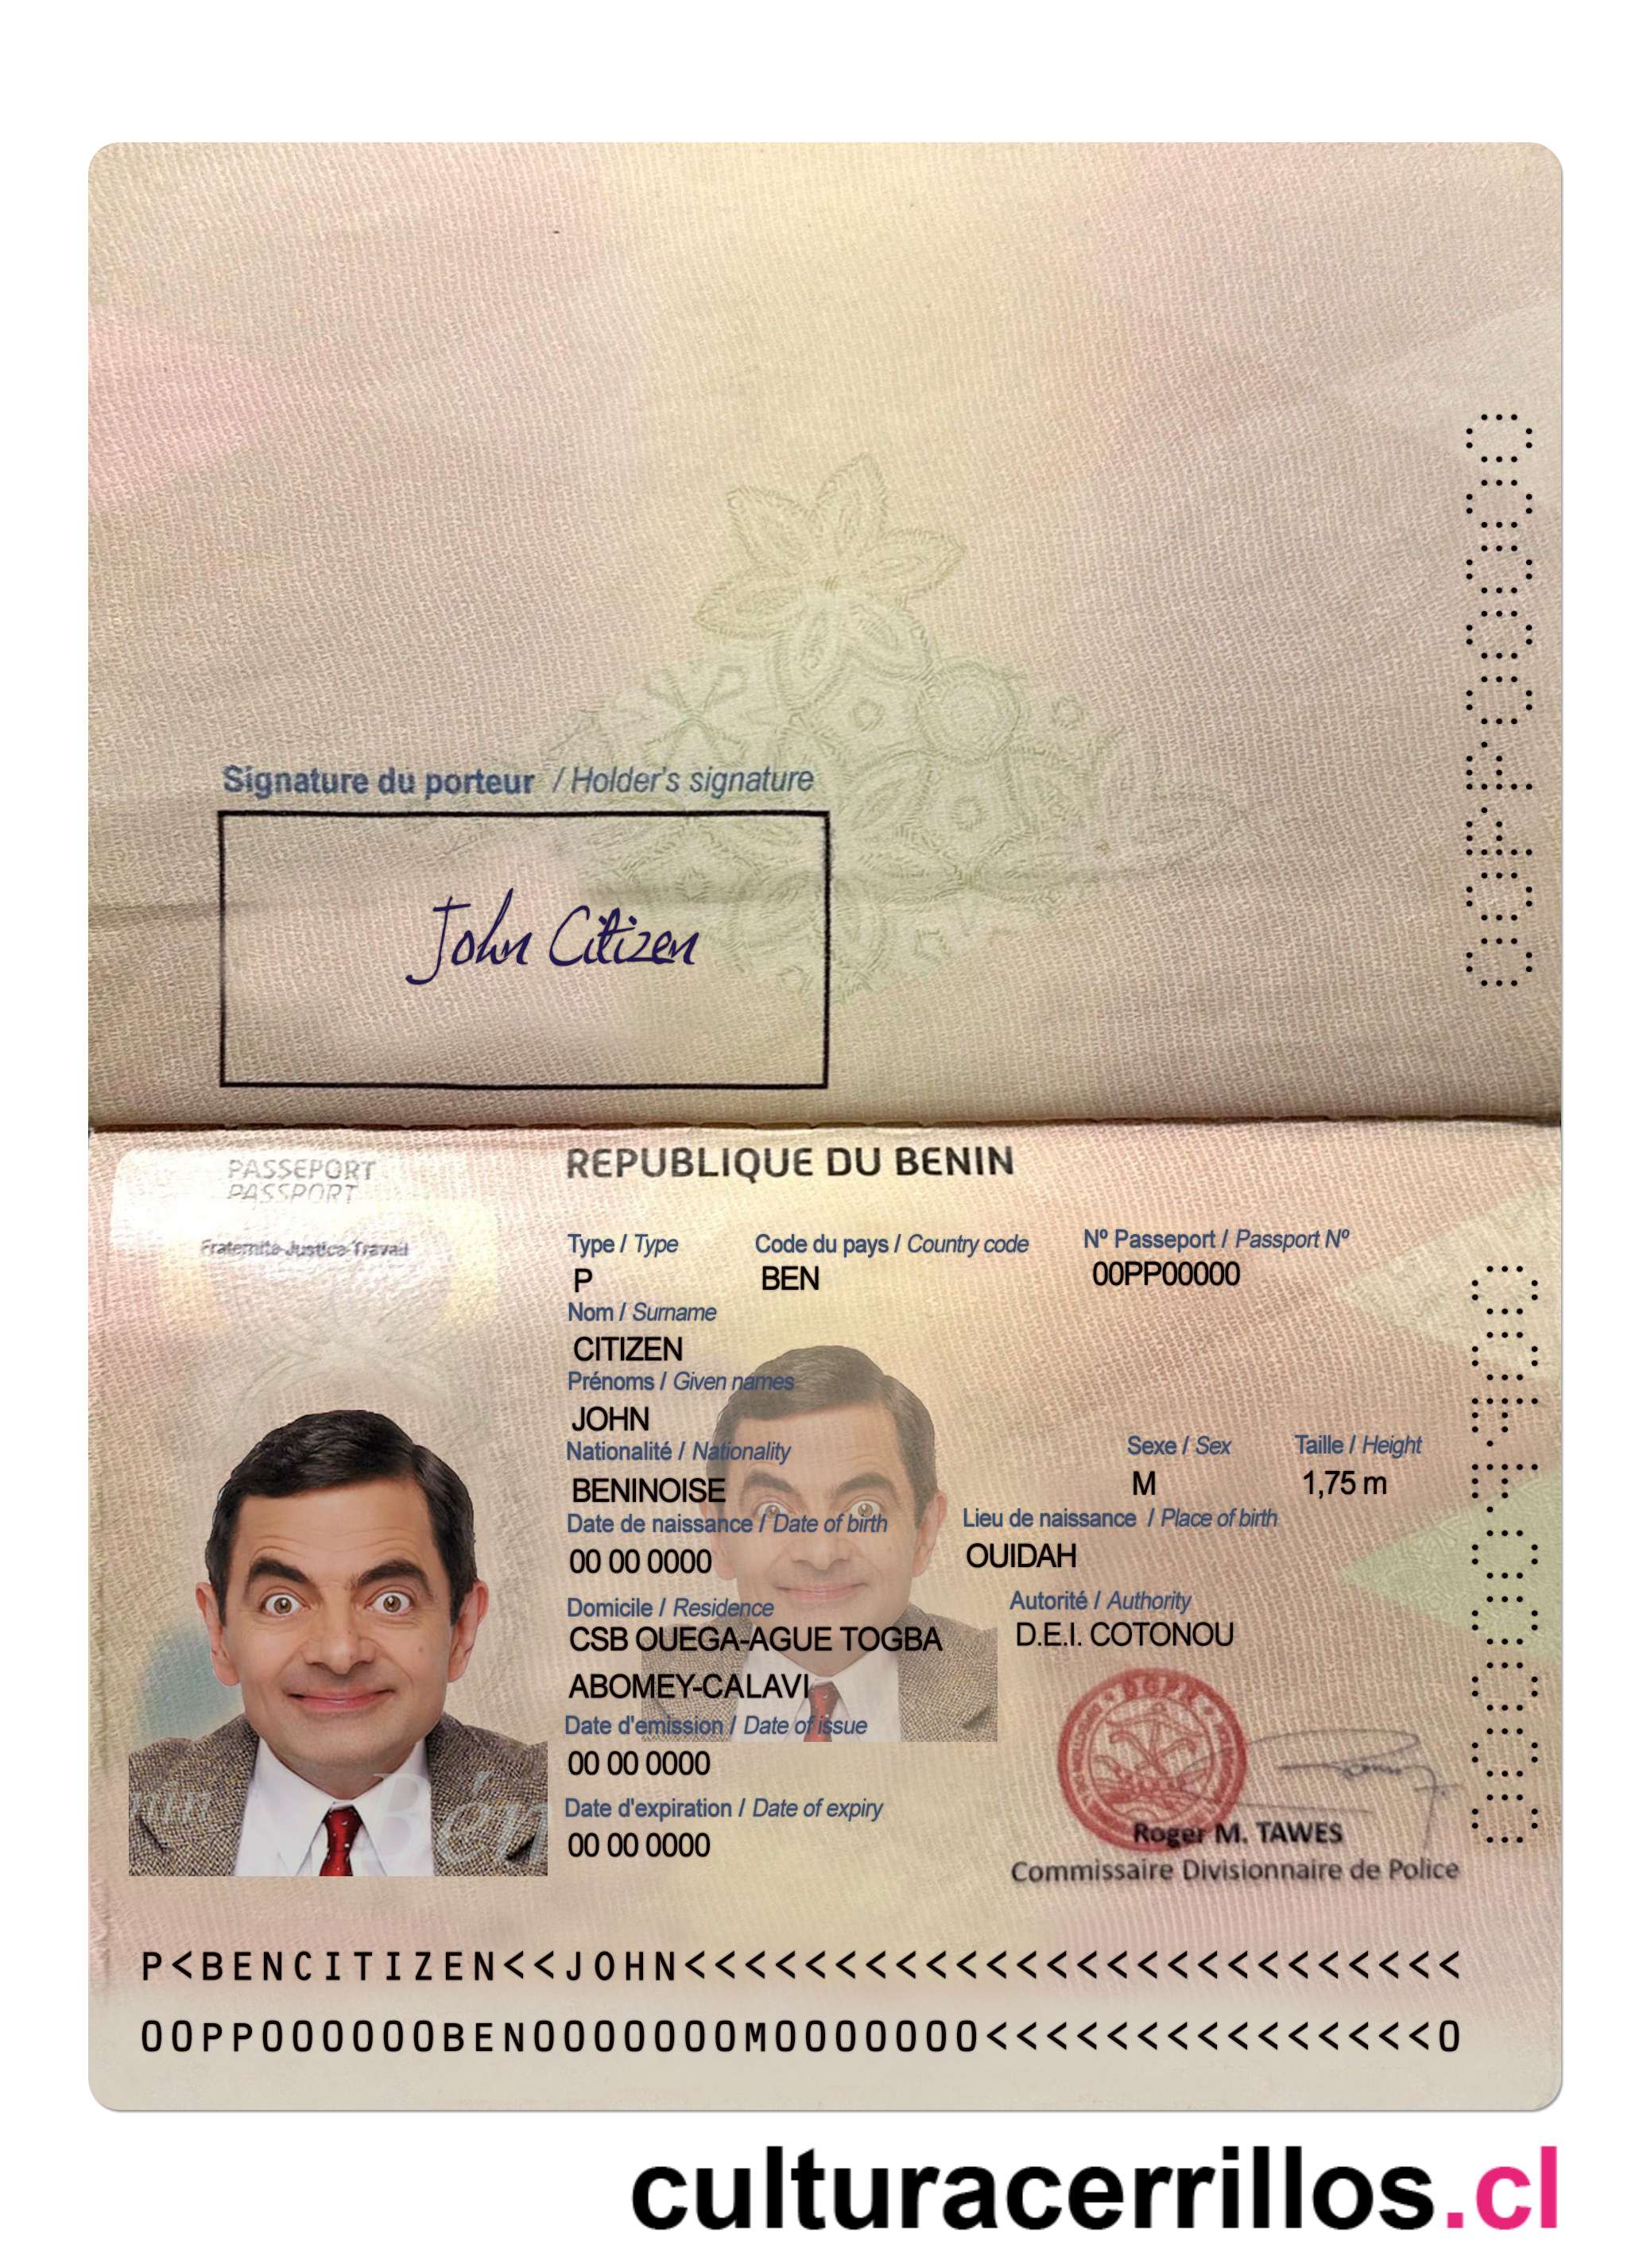 Signature du porteur / Holder's signature
John Citizen
PASSEPORT
PASSPORT
REPUBLIQUE DU BENIN
Fraternité-Justice-Travail
Type / Type
Code du pays / Country code
Nº Passeport / Passport Nº
P
BEN
00PP00000
Nom / Surname
CITIZEN
Prénoms / Given names
JOHN
Nationalité / Nationality
Sexe / Sex
Taille / Height
BENINOISE
M
1,75 m
Date de naissance / Date of birth
Lieu de naissance / Place of birth
00 00 0000
OUIDAH
Domicile / Residence
Autorité / Authority
CSB OUEGA-AGUE TOGBA
D.E.I. COTONOU
ABOMEY-CALAVI
Date d'emission / Date of issue
00 00 0000
Date d'expiration / Date of expiry
00 00 0000
DGPN
Roger M. TAWES
Commissaire Divisionnaire de Police
Bénin
P<BENCITIZEN<<JOHN<<<<<<<<<<<<<<<<<<<<<<<<<<
00PP000000BEN0000000M0000000<<<<<<<<<<<<<<<0
culturacerrillos.cl